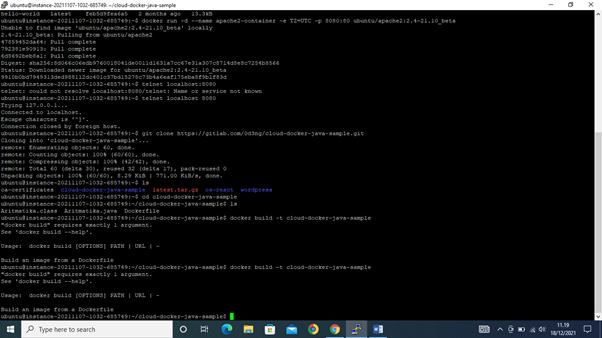 ubuntu@instance-20211107-1032-685749: ~/cloud-docker-java-sample
hello-world latest feb5d9fea6a5 2 months ago 13.3kB
ubuntu@instance-20211107-1032-685749:~$ docker run -d --name apache2-container -e TZ=UTC -p 8080:80 ubuntu/apache2:2.4-21.10_beta
Unable to find image 'ubuntu/apache2:2.4-21.10_beta' locally
2.4-21.10_beta: Pulling from ubuntu/apache2
47859452da64: Pull complete
792381e90913: Pull complete
6d8692beb8a1: Pull complete
Status: Downloaded newer image for ubuntu/apache2:2.4-21.10_beta
ubuntu@instance-20211107-1032-685749:~$ telnet localhost:8080
telnet: could not resolve localhost:8080/telnet: Name or service not known
ubuntu@instance-20211107-1032-685749:~$ telnet localhost 8080
Trying 127.0.0.1...
Connected to localhost.
Escape character is '^]'.
Connection closed by foreign host.
ubuntu@instance-20211107-1032-685749:~$ git clone https://gitlab.com/0d3ng/cloud-docker-java-sample.git
Cloning into 'cloud-docker-java-sample'...
remote: Enumerating objects: 60, done.
remote: Counting objects: 100% (60/60), done.
remote: Compressing objects: 100% (42/42), done.
remote: Total 60 (delta 30), reused 32 (delta 17), pack-reused 0
Unpacking objects: 100% (60/60), 8.29 KiB | 771.00 KiB/s, done.
ubuntu@instance-20211107-1032-685749:~$ ls
ca-certificates cloud-docker-java-sample latest.tar.gz os-react wordpress
ubuntu@instance-20211107-1032-685749:~$ cd cloud-docker-java-sample
ubuntu@instance-20211107-1032-685749:~/cloud-docker-java-sample$ ls
Aritmatika.class Aritmatika.java Dockerfile
ubuntu@instance-20211107-1032-685749:~/cloud-docker-java-sample$ docker build -t cloud-docker-java-sample
"docker build" requires exactly 1 argument.
See 'docker build --help'.
Usage: docker build [OPTIONS] PATH | URL | -
Build an image from a Dockerfile
ubuntu@instance-20211107-1032-685749:~/cloud-docker-java-sample$ docker build -t cloud-docker-java-sample
"docker build" requires exactly 1 argument.
See 'docker build --help'.
Usage: docker build [OPTIONS] PATH | URL | -
Build an image from a Dockerfile
ubuntu@instance-20211107-1032-685749:~/cloud-docker-java-sample$
Type here to search
11.19
18/12/2021